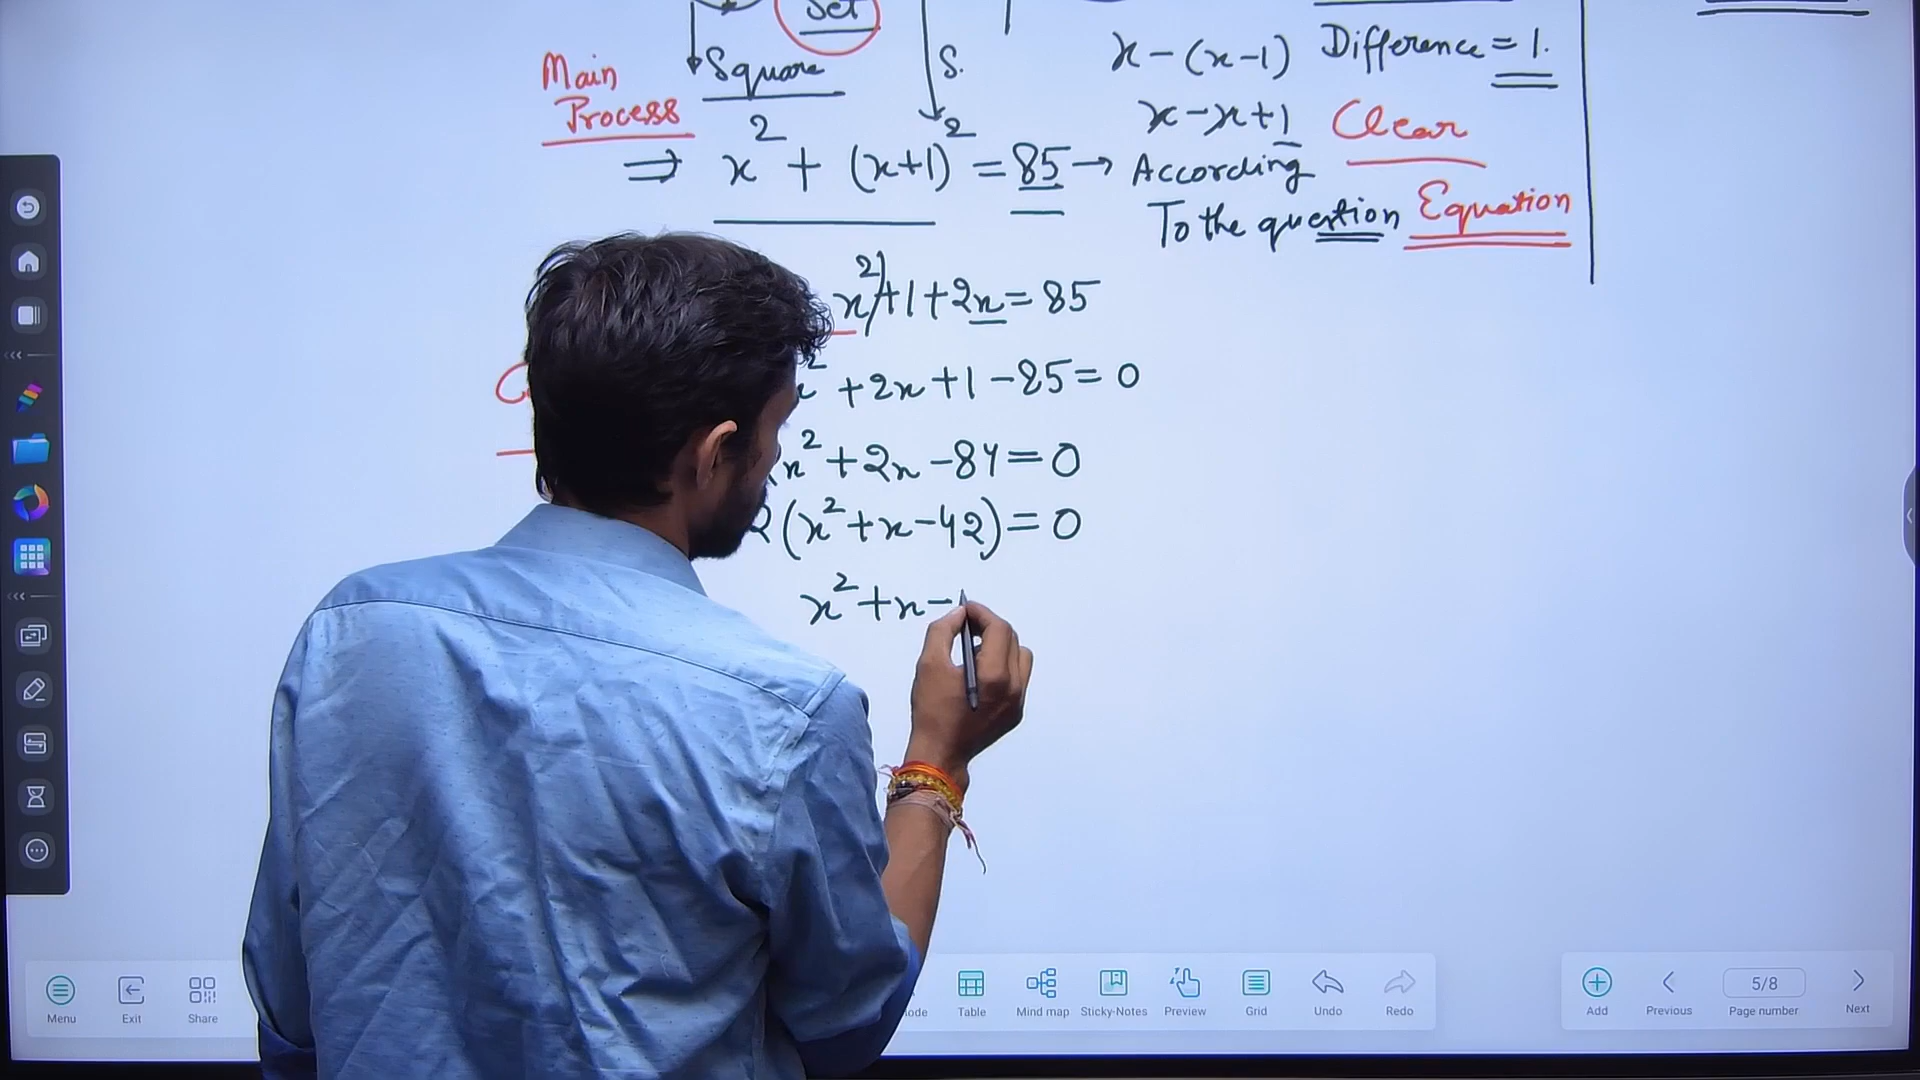 Set
Main
Process
Square
S.
x - (x-1) Difference = 1.
x - x + 1 Clear
⇒ x² + (x+1)² = 85 → According
To the question Equation
x²) + 1 + 2x = 85
x² + 2x + 1 - 85 = 0
x² + 2x - 84 = 0
2(x² + x - 42) = 0
x² + x -
Menu Exit Share Table Mind map Sticky-Notes Preview Grid Undo Redo Add Previous 5/8 Page number Next